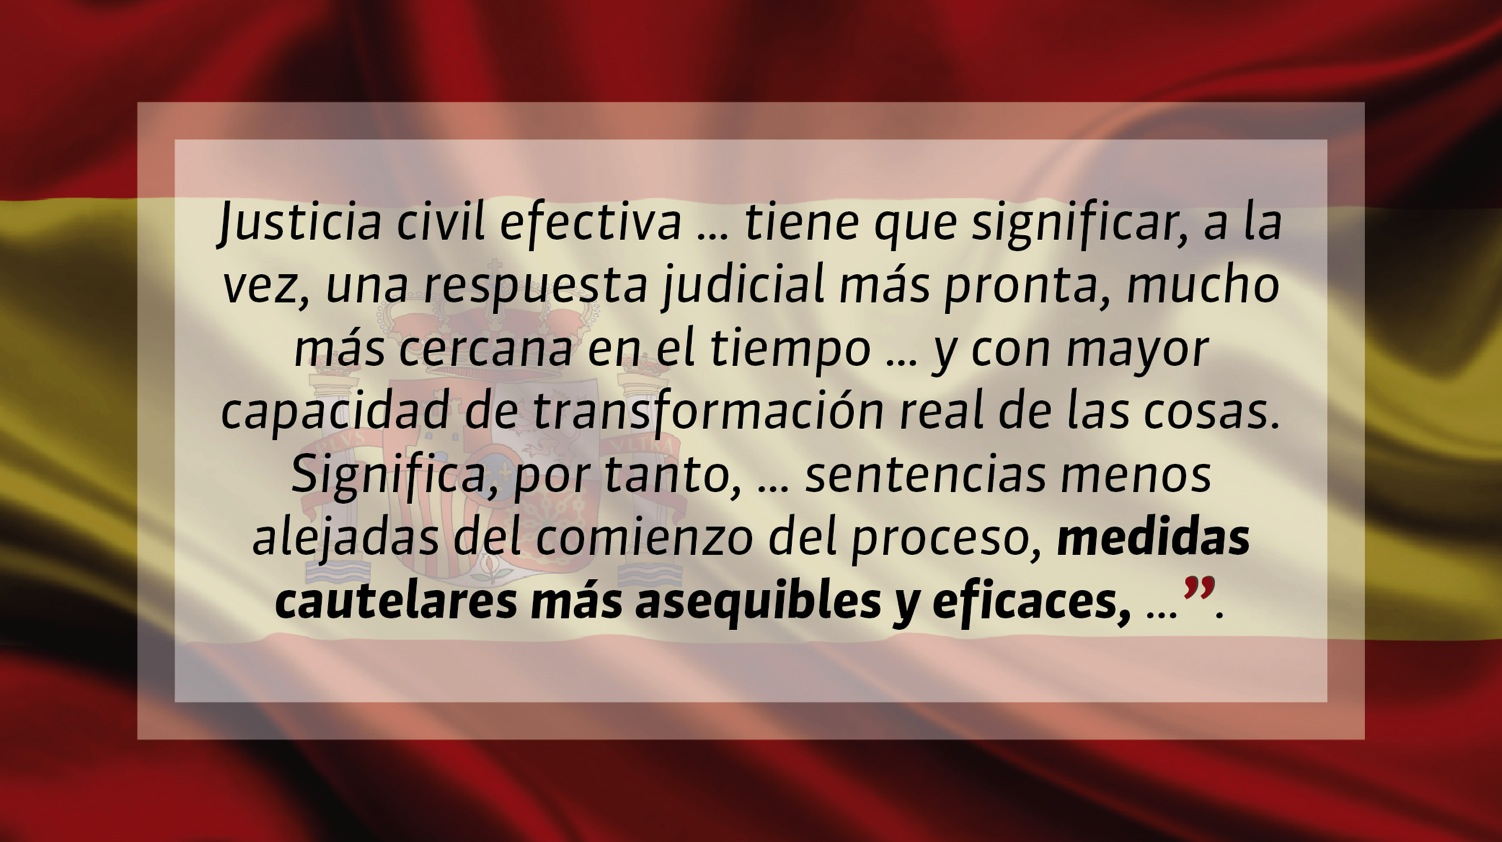 Justicia civil efectiva ... tiene que significar, a la
vez, una respuesta judicial más pronta, mucho
más cercana en el tiempo ... y con mayor
capacidad de transformación real de las cosas.
Significa, por tanto, ... sentencias menos
alejadas del comienzo del proceso, medidas
cautelares más asequibles y eficaces, ...”.
PLVS
VLTRA